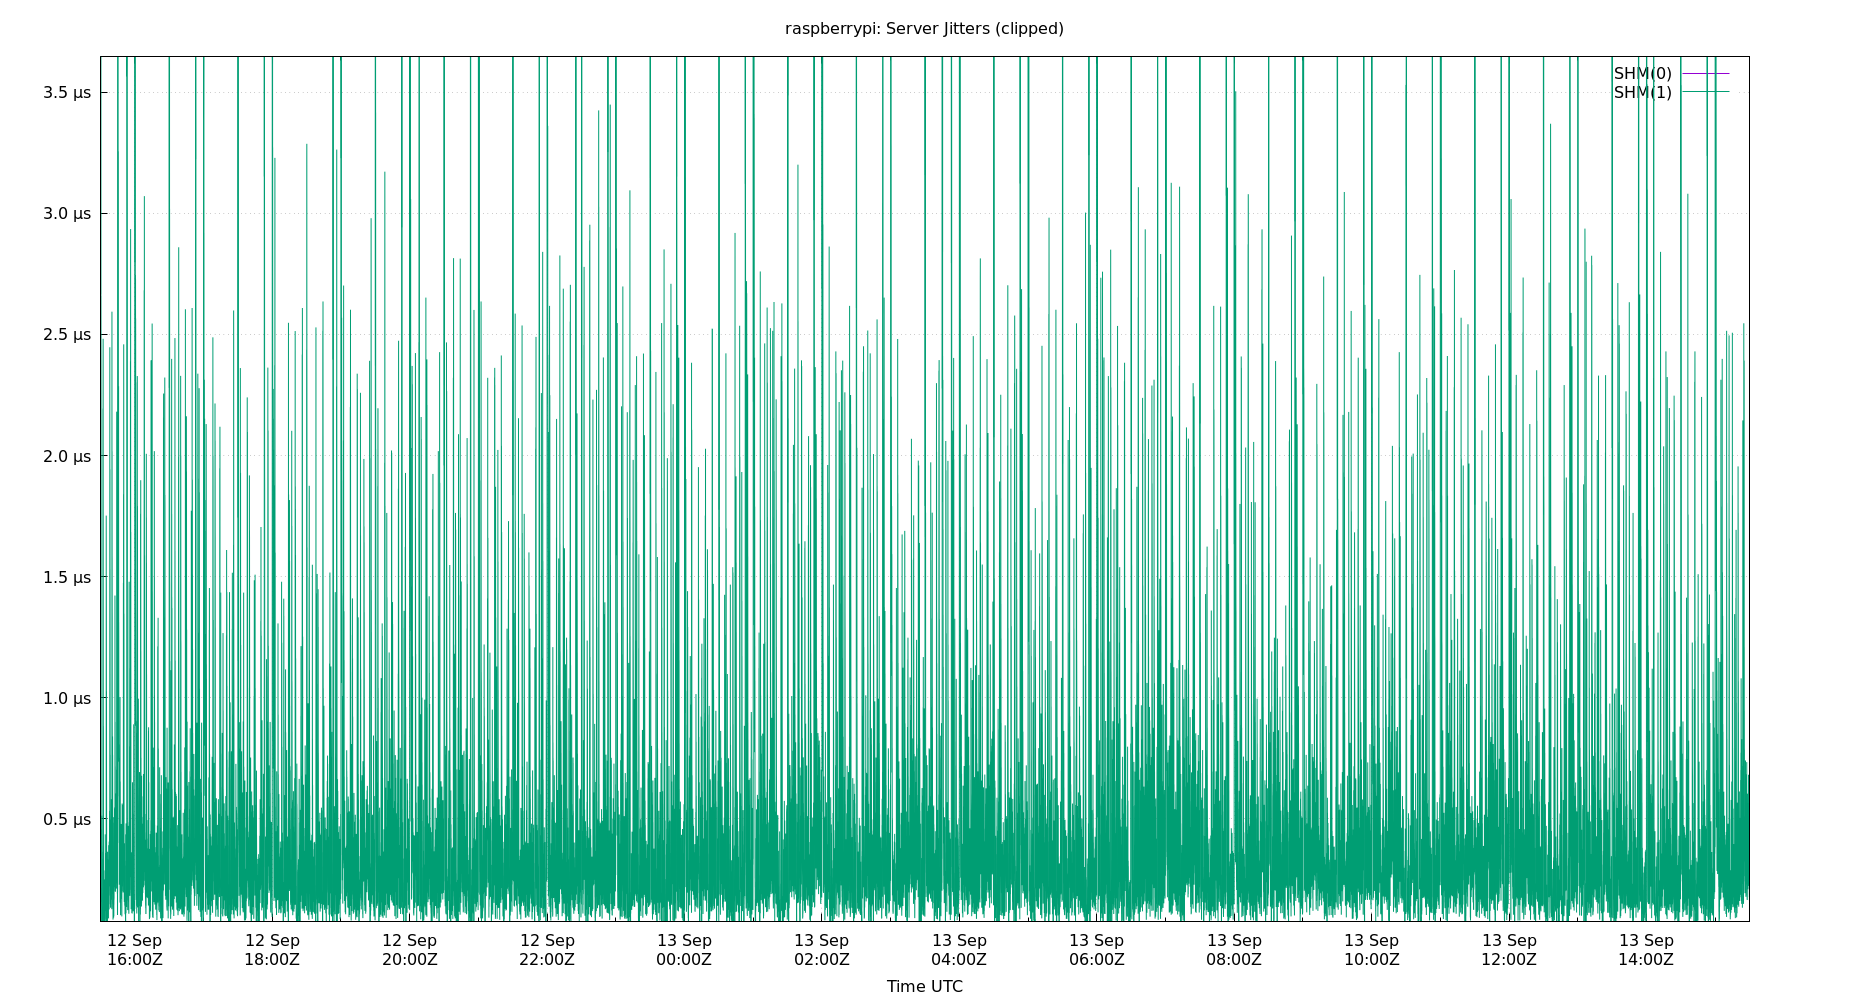 raspberrypi: Server Jitters (clipped)
SHM(0)
SHM(1)
3.5 µs
3.0 µs
2.5 µs
2.0 µs
1.5 µs
1.0 µs
0.5 µs
12 Sep 12 Sep 12 Sep 12 Sep 13 Sep 13 Sep 13 Sep 13 Sep 13 Sep 13 Sep 13 Sep 13 Sep
16:00Z 18:00Z 20:00Z 22:00Z 00:00Z 02:00Z 04:00Z 06:00Z 08:00Z 10:00Z 12:00Z 14:00Z
Time UTC